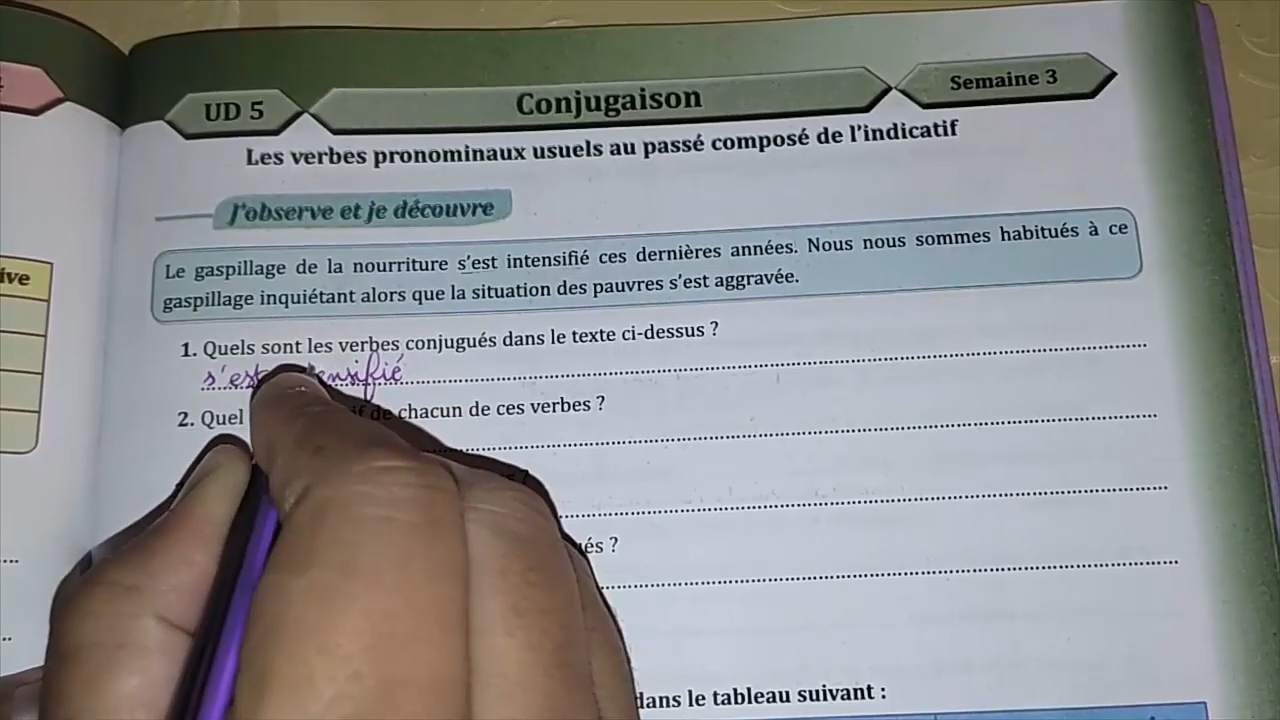 UD 5
Conjugaison
Semaine 3
Les verbes pronominaux usuels au passé composé de l'indicatif
J'observe et je découvre
Le gaspillage de la nourriture s'est intensifié ces dernières années. Nous nous sommes habitués à ce
gaspillage inquiétant alors que la situation des pauvres s'est aggravée.
1. Quels sont les verbes conjugués dans le texte ci-dessus ?
s'est
2. Quel de chacun de ces verbes ?
?
dans le tableau suivant :